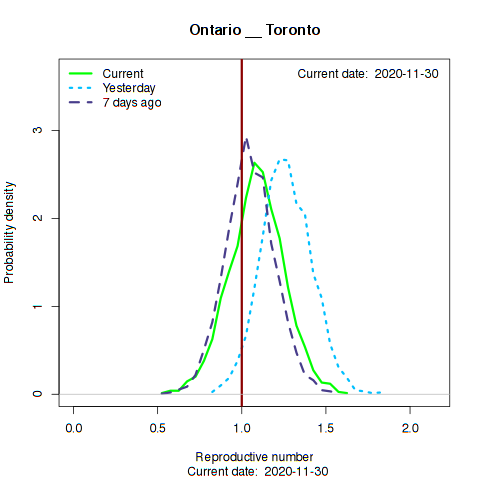 Ontario __ Toronto
Current
Yesterday
7 days ago
Current date:  2020-11-30
Probability density
3
2
1
0
0.0
0.5
1.0
1.5
2.0
Reproductive number
Current date:  2020-11-30